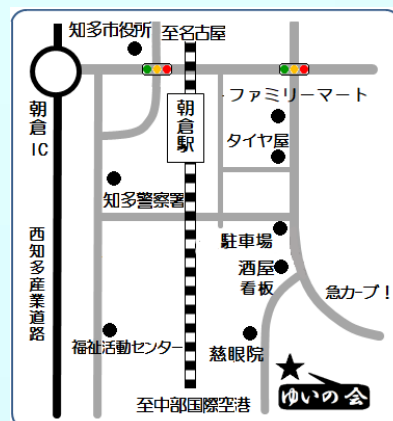 知多市役所
至名古屋
朝倉IC
ファミリーマート
朝倉駅
タイヤ屋
知多警察署
駐車場
西知多産業道路
酒屋
看板
急カーブ！
福祉活動センター
慈眼院
ゆいの会
至中部国際空港